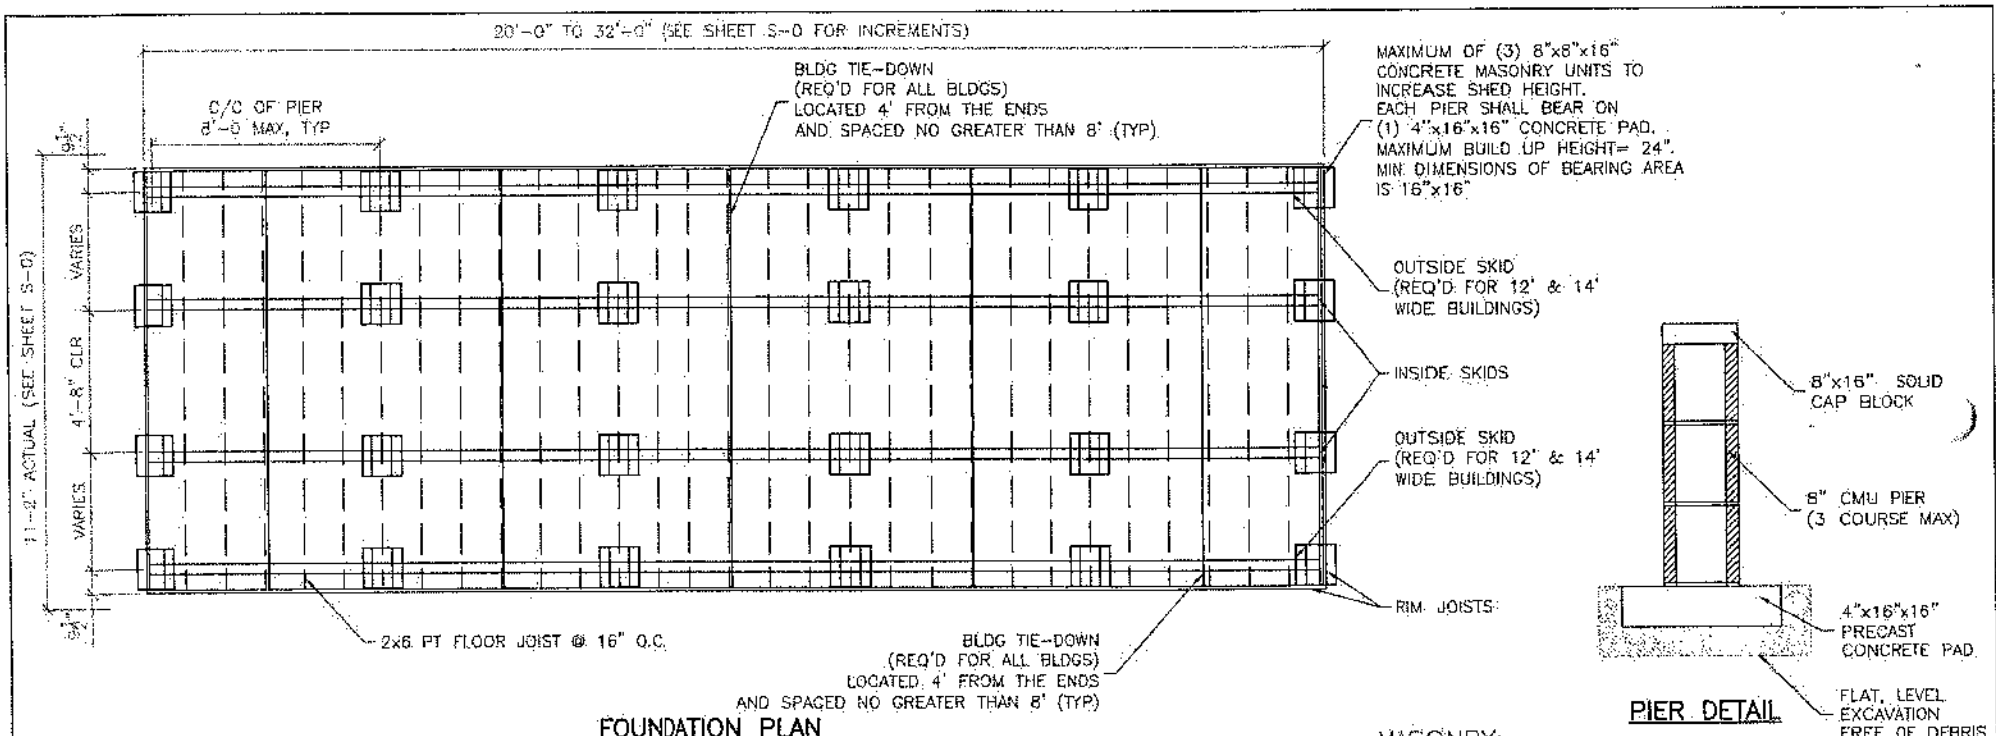 20'-0" TO 32'-0" (SEE SHEET S-0 FOR INCREMENTS)
C/C OF PIER
8'-0 MAX, TYP
BLDG TIE-DOWN
(REQ'D FOR ALL BLDGS)
LOCATED 4' FROM THE ENDS
AND SPACED NO GREATER THAN 8' (TYP)
MAXIMUM OF (3) 8"x8"x16"
CONCRETE MASONRY UNITS TO
INCREASE SHED HEIGHT.
EACH PIER SHALL BEAR ON
(1) 4"x16"x16" CONCRETE PAD.
MAXIMUM BUILD UP HEIGHT= 24".
MIN DIMENSIONS OF BEARING AREA
IS 16"x16"
11'-2" ACTUAL (SEE SHEET S-0)
VARIES
4'-8" CLR
VARIES
OUTSIDE SKID
(REQ'D FOR 12' & 14'
WIDE BUILDINGS)
INSIDE SKIDS
OUTSIDE SKID
(REQ'D FOR 12' & 14'
WIDE BUILDINGS)
RIM JOISTS
2x6 PT FLOOR JOIST @ 16" O.C.
BLDG TIE-DOWN
(REQ'D FOR ALL BLDGS)
LOCATED 4' FROM THE ENDS
AND SPACED NO GREATER THAN 8' (TYP)
FOUNDATION PLAN
8"x16" SOLID
CAP BLOCK
8" CMU PIER
(3 COURSE MAX)
4"x16"x16"
PRECAST
CONCRETE PAD
FLAT, LEVEL
EXCAVATION
FREE OF DEBRIS
PIER DETAIL
MASONRY: